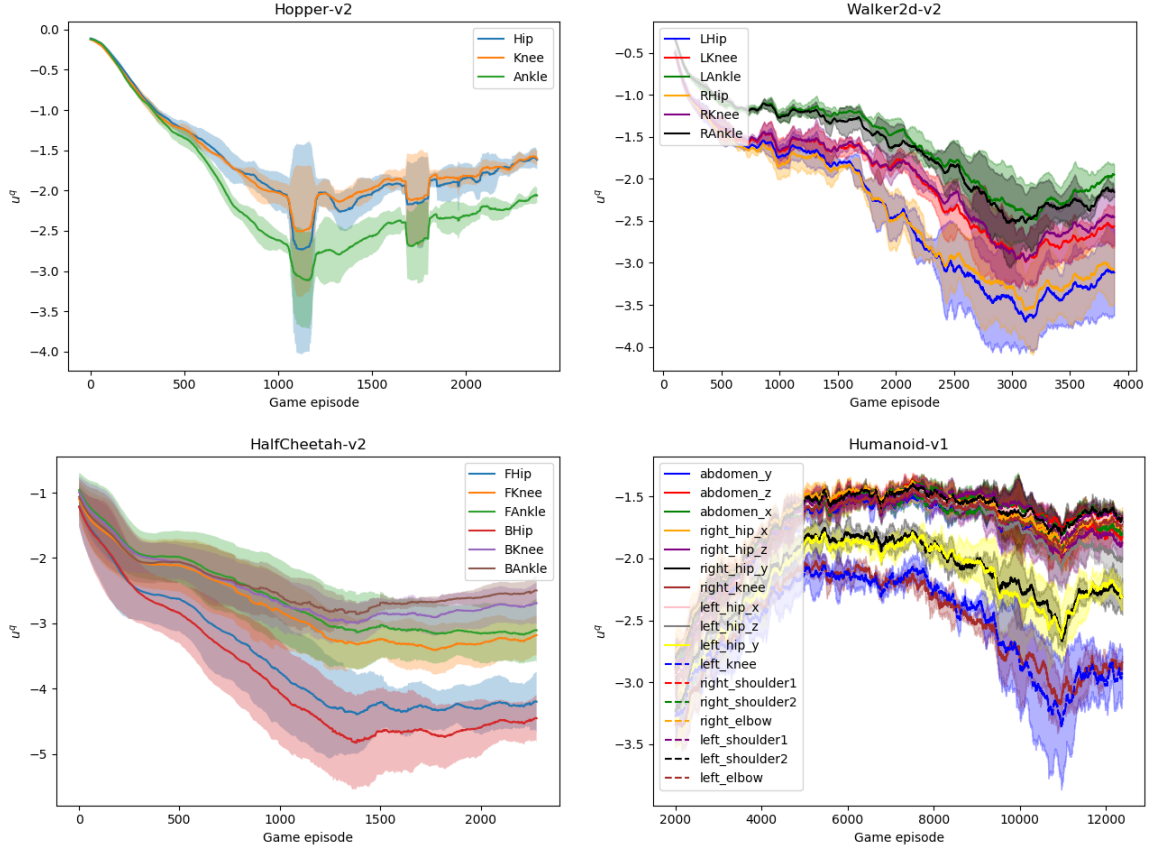 Hopper-v2
0.0
−0.5
−1.0
−1.5
−2.0
−2.5
−3.0
−3.5
−4.0
u^q
Hip
Knee
Ankle
0
500
1000
1500
2000
Game episode
Walker2d-v2
−0.5
−1.0
−1.5
−2.0
−2.5
−3.0
−3.5
−4.0
u^q
LHip
LKnee
LAnkle
RHip
RKnee
RAnkle
0
500
1000
1500
2000
2500
3000
3500
4000
Game episode
HalfCheetah-v2
−1
−2
−3
−4
−5
u^q
FHip
FKnee
FAnkle
BHip
BKnee
BAnkle
0
500
1000
1500
2000
Game episode
Humanoid-v1
−1.5
−2.0
−2.5
−3.0
−3.5
u^q
abdomen_y
abdomen_z
abdomen_x
right_hip_x
right_hip_z
right_hip_y
right_knee
left_hip_x
left_hip_z
left_hip_y
left_knee
right_shoulder1
right_shoulder2
right_elbow
left_shoulder1
left_shoulder2
left_elbow
2000
4000
6000
8000
10000
12000
Game episode